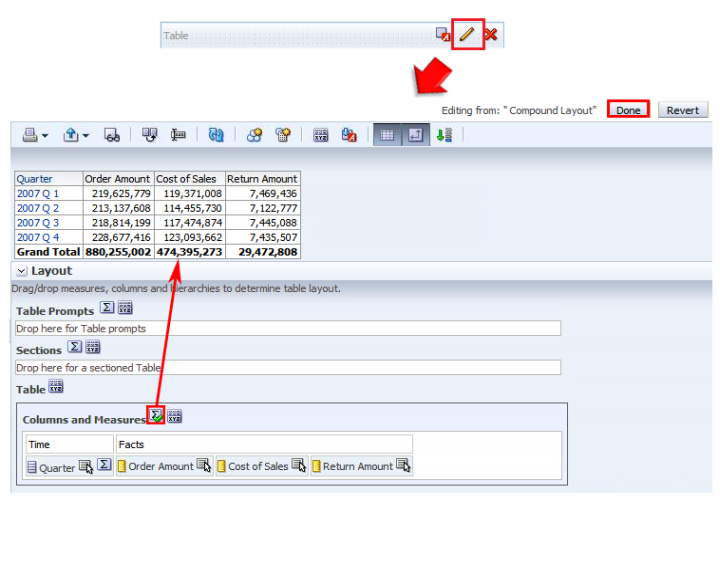 Table
Editing from: "Compound Layout" Done Revert
Quarter Order Amount Cost of Sales Return Amount
2007 Q 1 219,625,779 119,371,008 7,469,436
2007 Q 2 213,137,608 114,455,730 7,122,777
2007 Q 3 218,814,199 117,474,874 7,445,088
2007 Q 4 228,677,416 123,093,662 7,435,507
Grand Total 880,255,002 474,395,273 29,472,808
Layout
Drag/drop measures, columns and hierarchies to determine table layout.
Table Prompts
Drop here for Table prompts
Sections
Drop here for a sectioned Table
Table
Columns and Measures
Time Facts
Quarter Order Amount Cost of Sales Return Amount